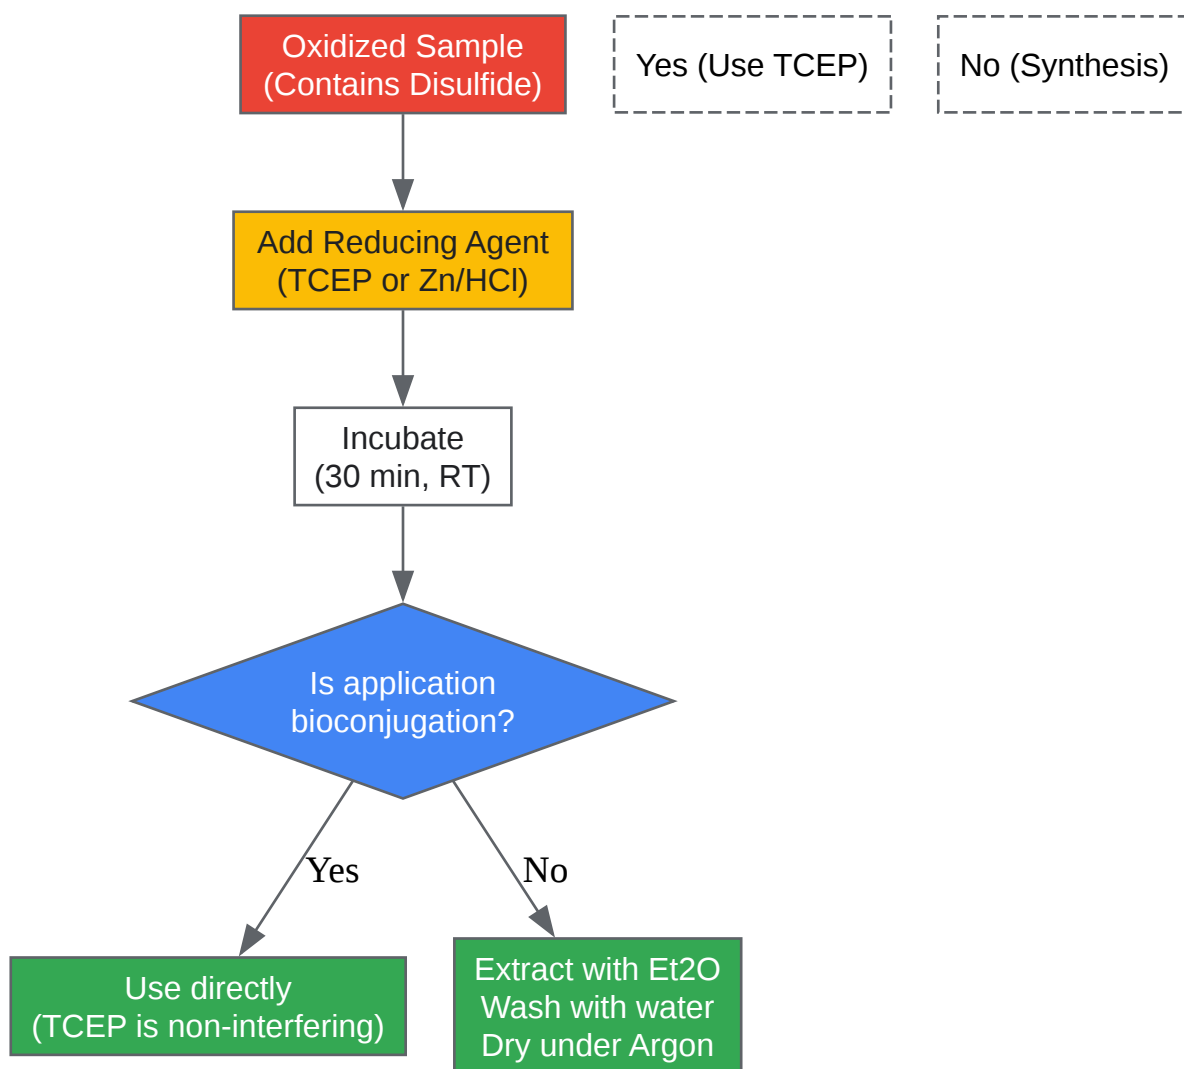 Oxidized Sample
(Contains Disulfide)
Yes (Use TCEP)
No (Synthesis)
Add Reducing Agent
(TCEP or Zn/HCl)
Incubate
(30 min, RT)
Is application
bioconjugation?
Yes
No
Use directly
(TCEP is non-interfering)
Extract with Et2O
Wash with water
Dry under Argon